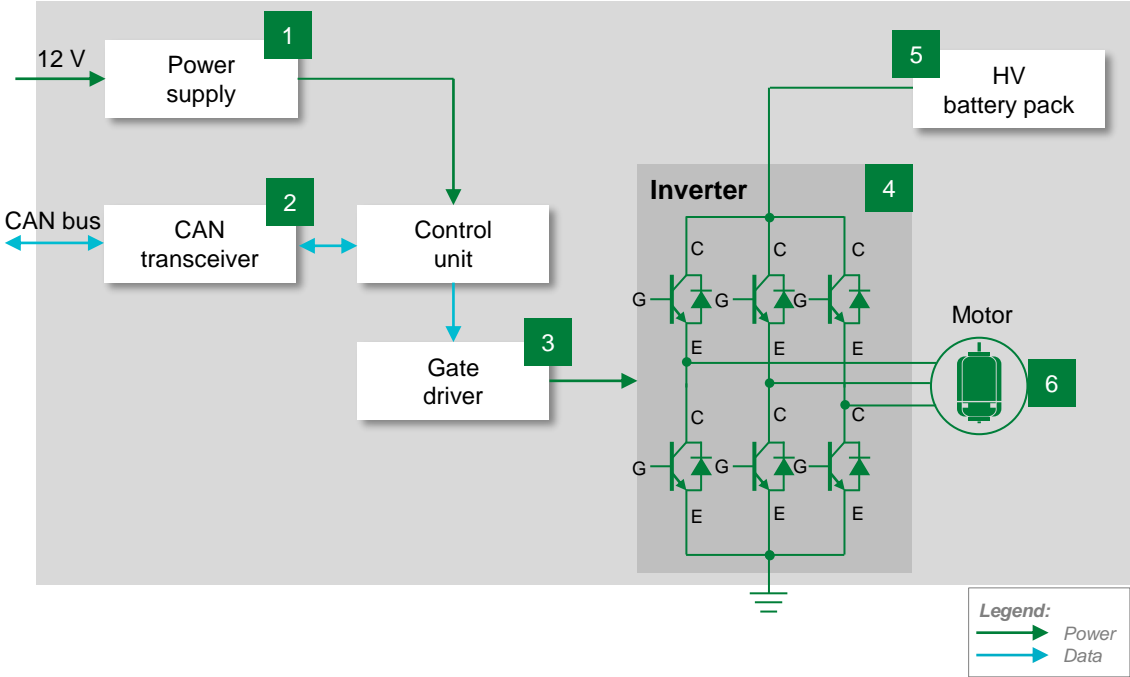 1
12 V
Power
supply
5
HV
battery pack
Inverter
4
2
CAN bus
CAN
transceiver
Control
unit
C
C
C
G
G
G
Motor
E
E
E
3
Gate
driver
6
C
C
C
G
G
G
E
E
E
Legend:
Power
Data